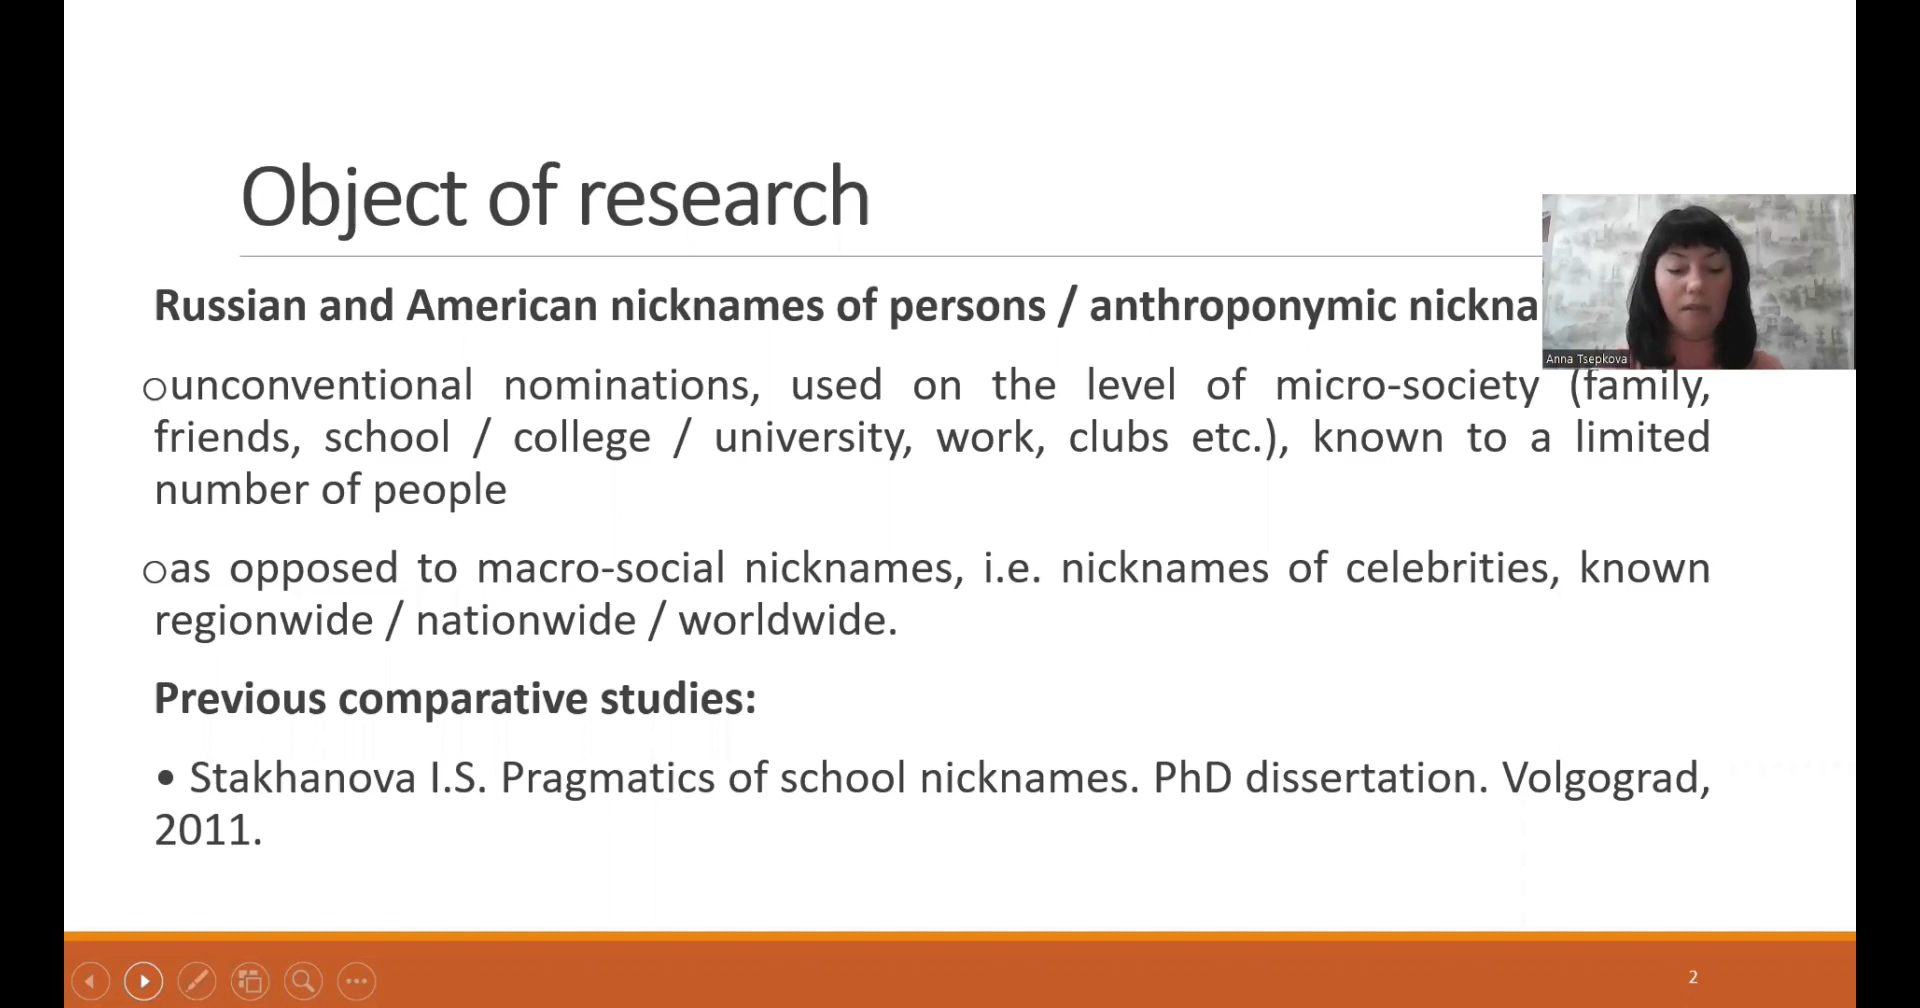 Object of research
Russian and American nicknames of persons / anthroponymic nickna
Anna Tsepkova
ounconventional nominations, used on the level of micro-society (family,
friends, school / college / university, work, clubs etc.), known to a limited
number of people
oas opposed to macro-social nicknames, i.e. nicknames of celebrities, known
regionwide / nationwide / worldwide.
Previous comparative studies:
• Stakhanova I.S. Pragmatics of school nicknames. PhD dissertation. Volgograd,
2011.
2